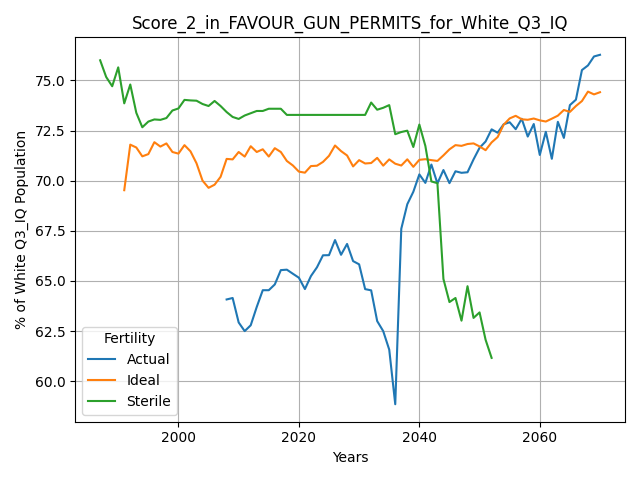 Score_2_in_FAVOUR_GUN_PERMITS_for_White_Q3_IQ
% of White Q3_IQ Population
75.0
72.5
70.0
67.5
65.0
62.5
60.0
Fertility
Actual
Ideal
Sterile
2000
2020
2040
2060
Years